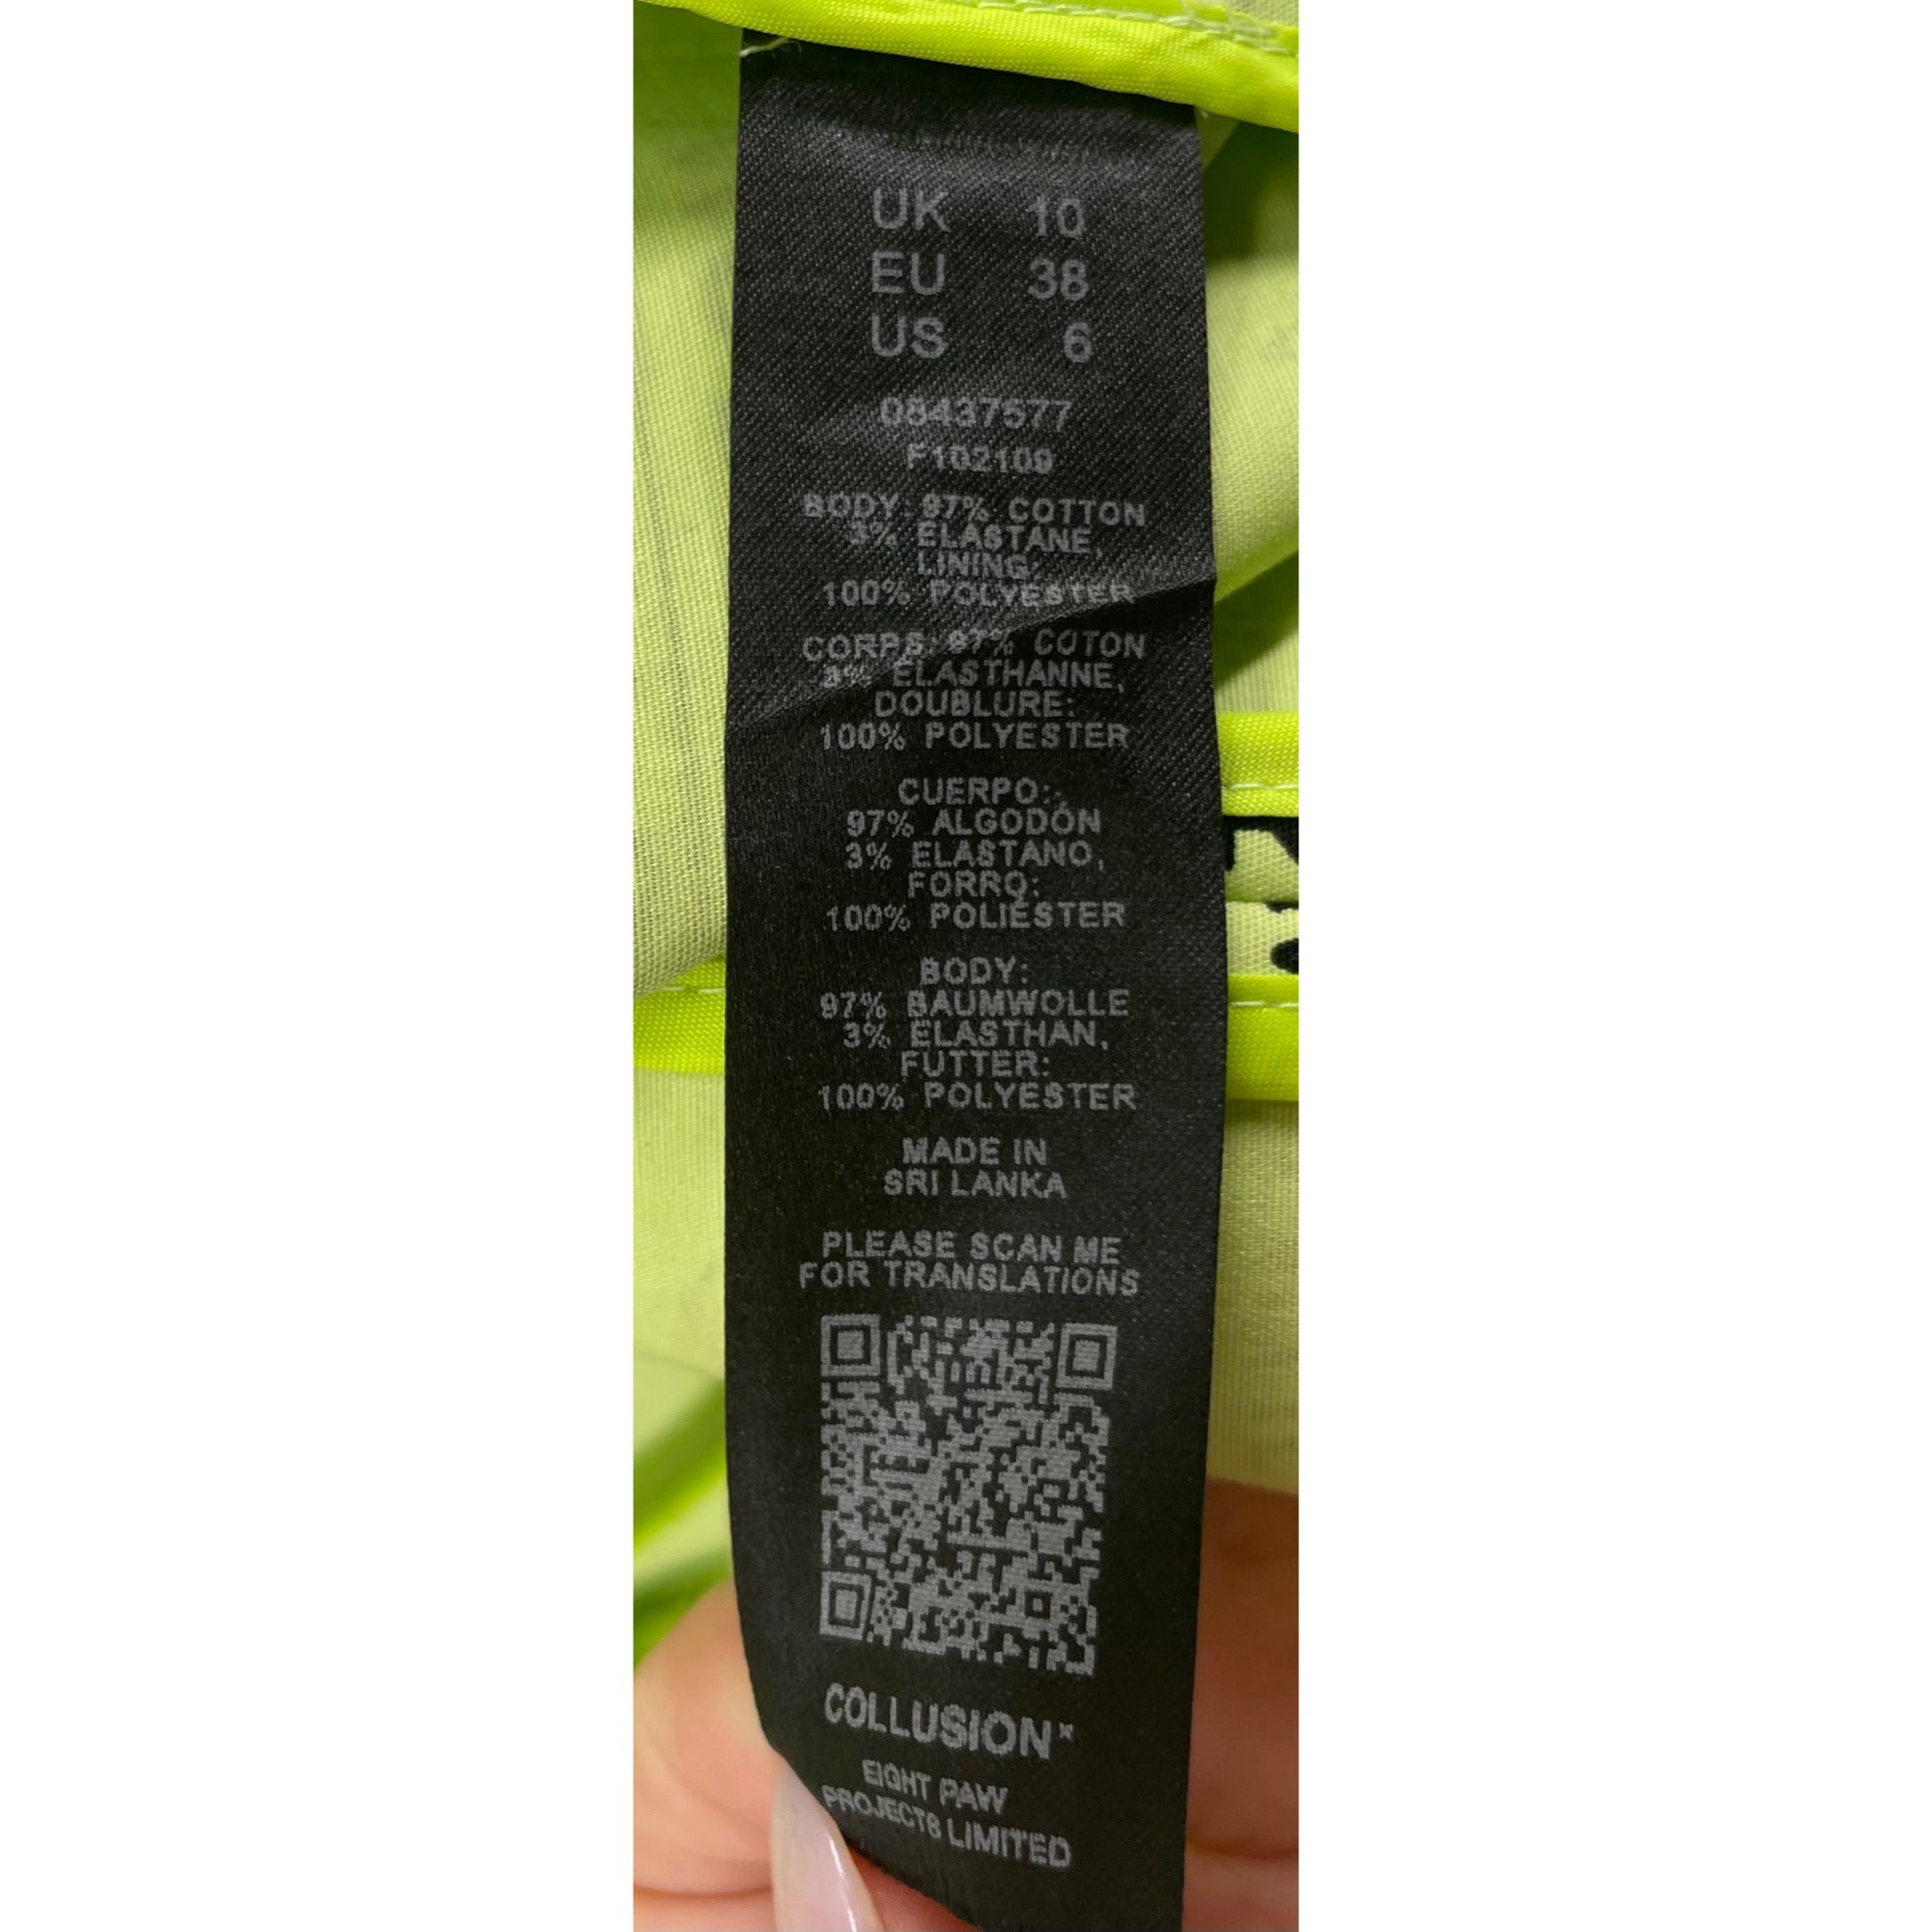 UK 10
EU 38
US 6
08437577
F102109
BODY: 97% COTTON
3% ELASTANE,
LINING:
100% POLYESTER
CORPS: 97% COTON
3% ÉLASTHANNE,
DOUBLURE:
100% POLYESTER
CUERPO:
97% ALGODÓN
3% ELASTANO,
FORRO:
100% POLIÉSTER
BODY:
97% BAUMWOLLE
3% ELASTHAN,
FUTTER:
100% POLYESTER
MADE IN
SRI LANKA
PLEASE SCAN ME
FOR TRANSLATIONS
COLLUSION*
EIGHT PAW
PROJECTS LIMITED